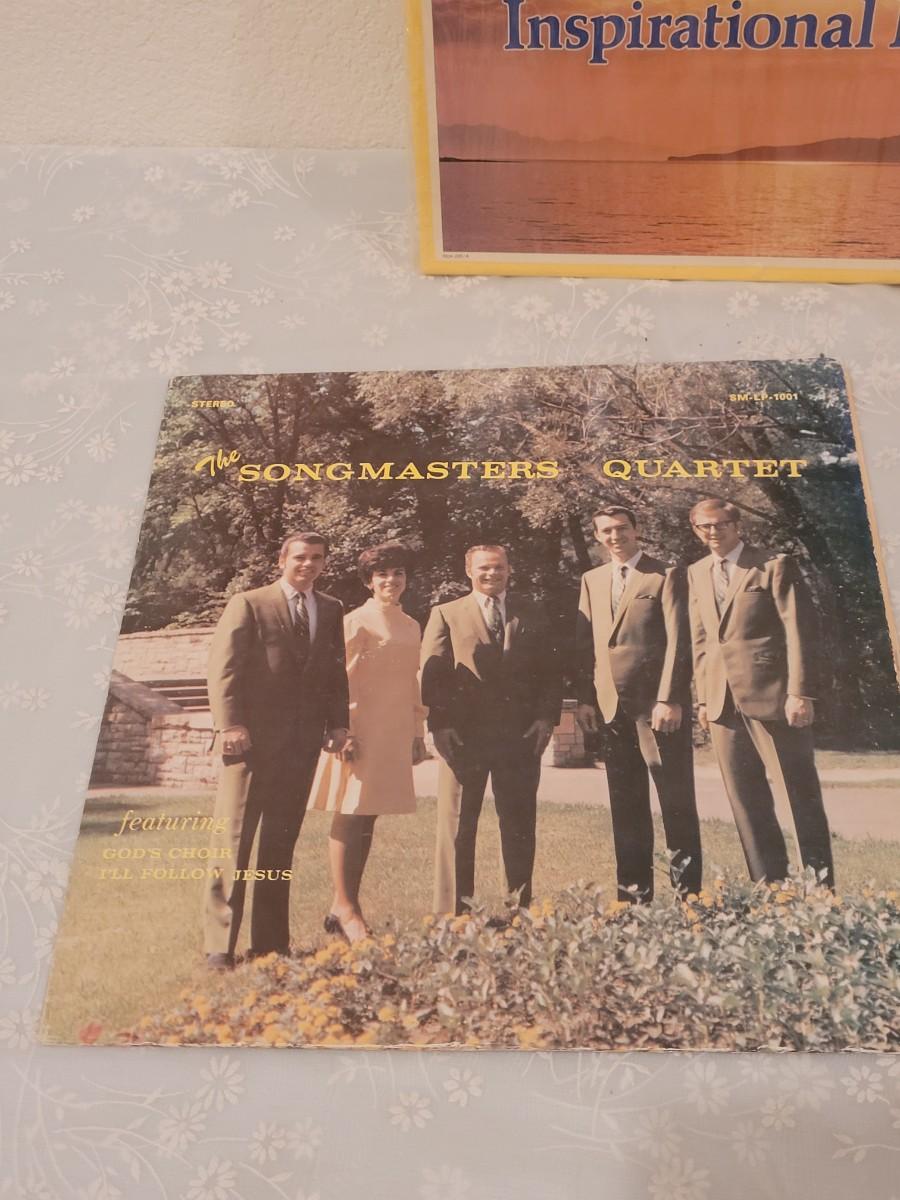 Inspirational
STEREO
SM-LP-1001
The SONGMASTERS QUARTET
featuring
GOD'S CHOIR
I'LL FOLLOW JESUS